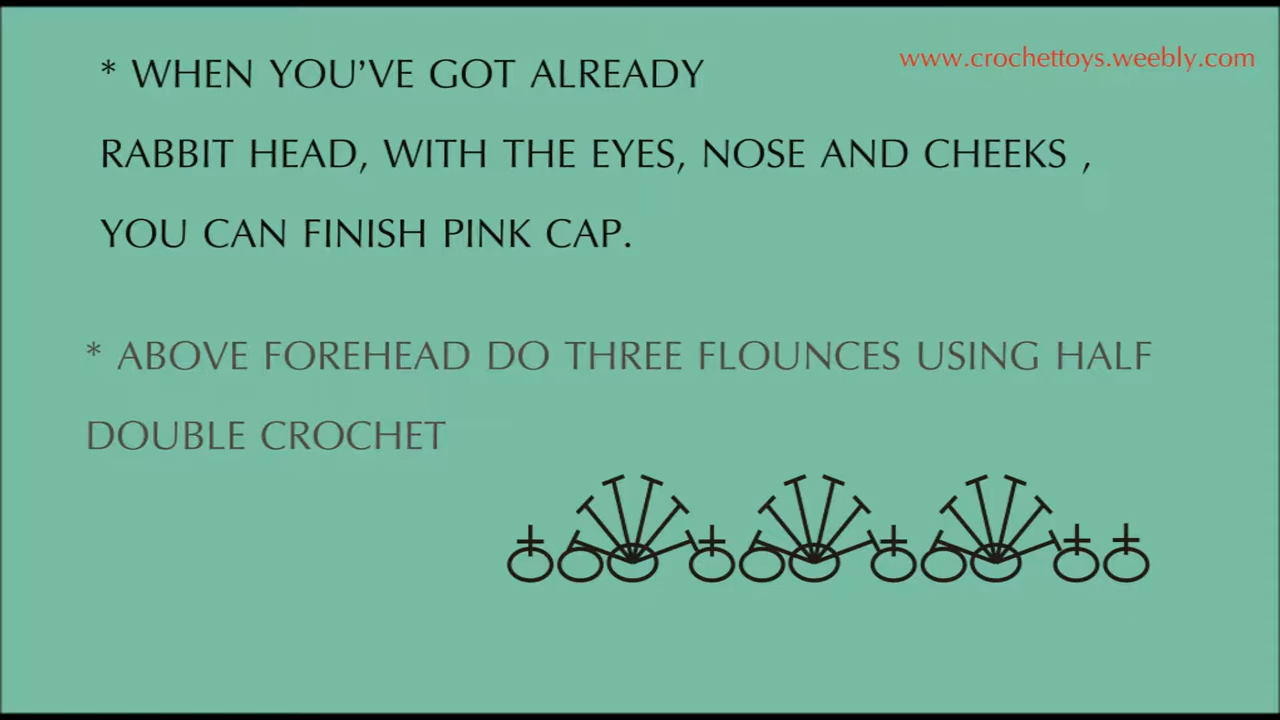 www.crochettoys.weebly.com
* WHEN YOU'VE GOT ALREADY
RABBIT HEAD, WITH THE EYES, NOSE AND CHEEKS ,
YOU CAN FINISH PINK CAP.
* ABOVE FOREHEAD DO THREE FLOUNCES USING HALF
DOUBLE CROCHET